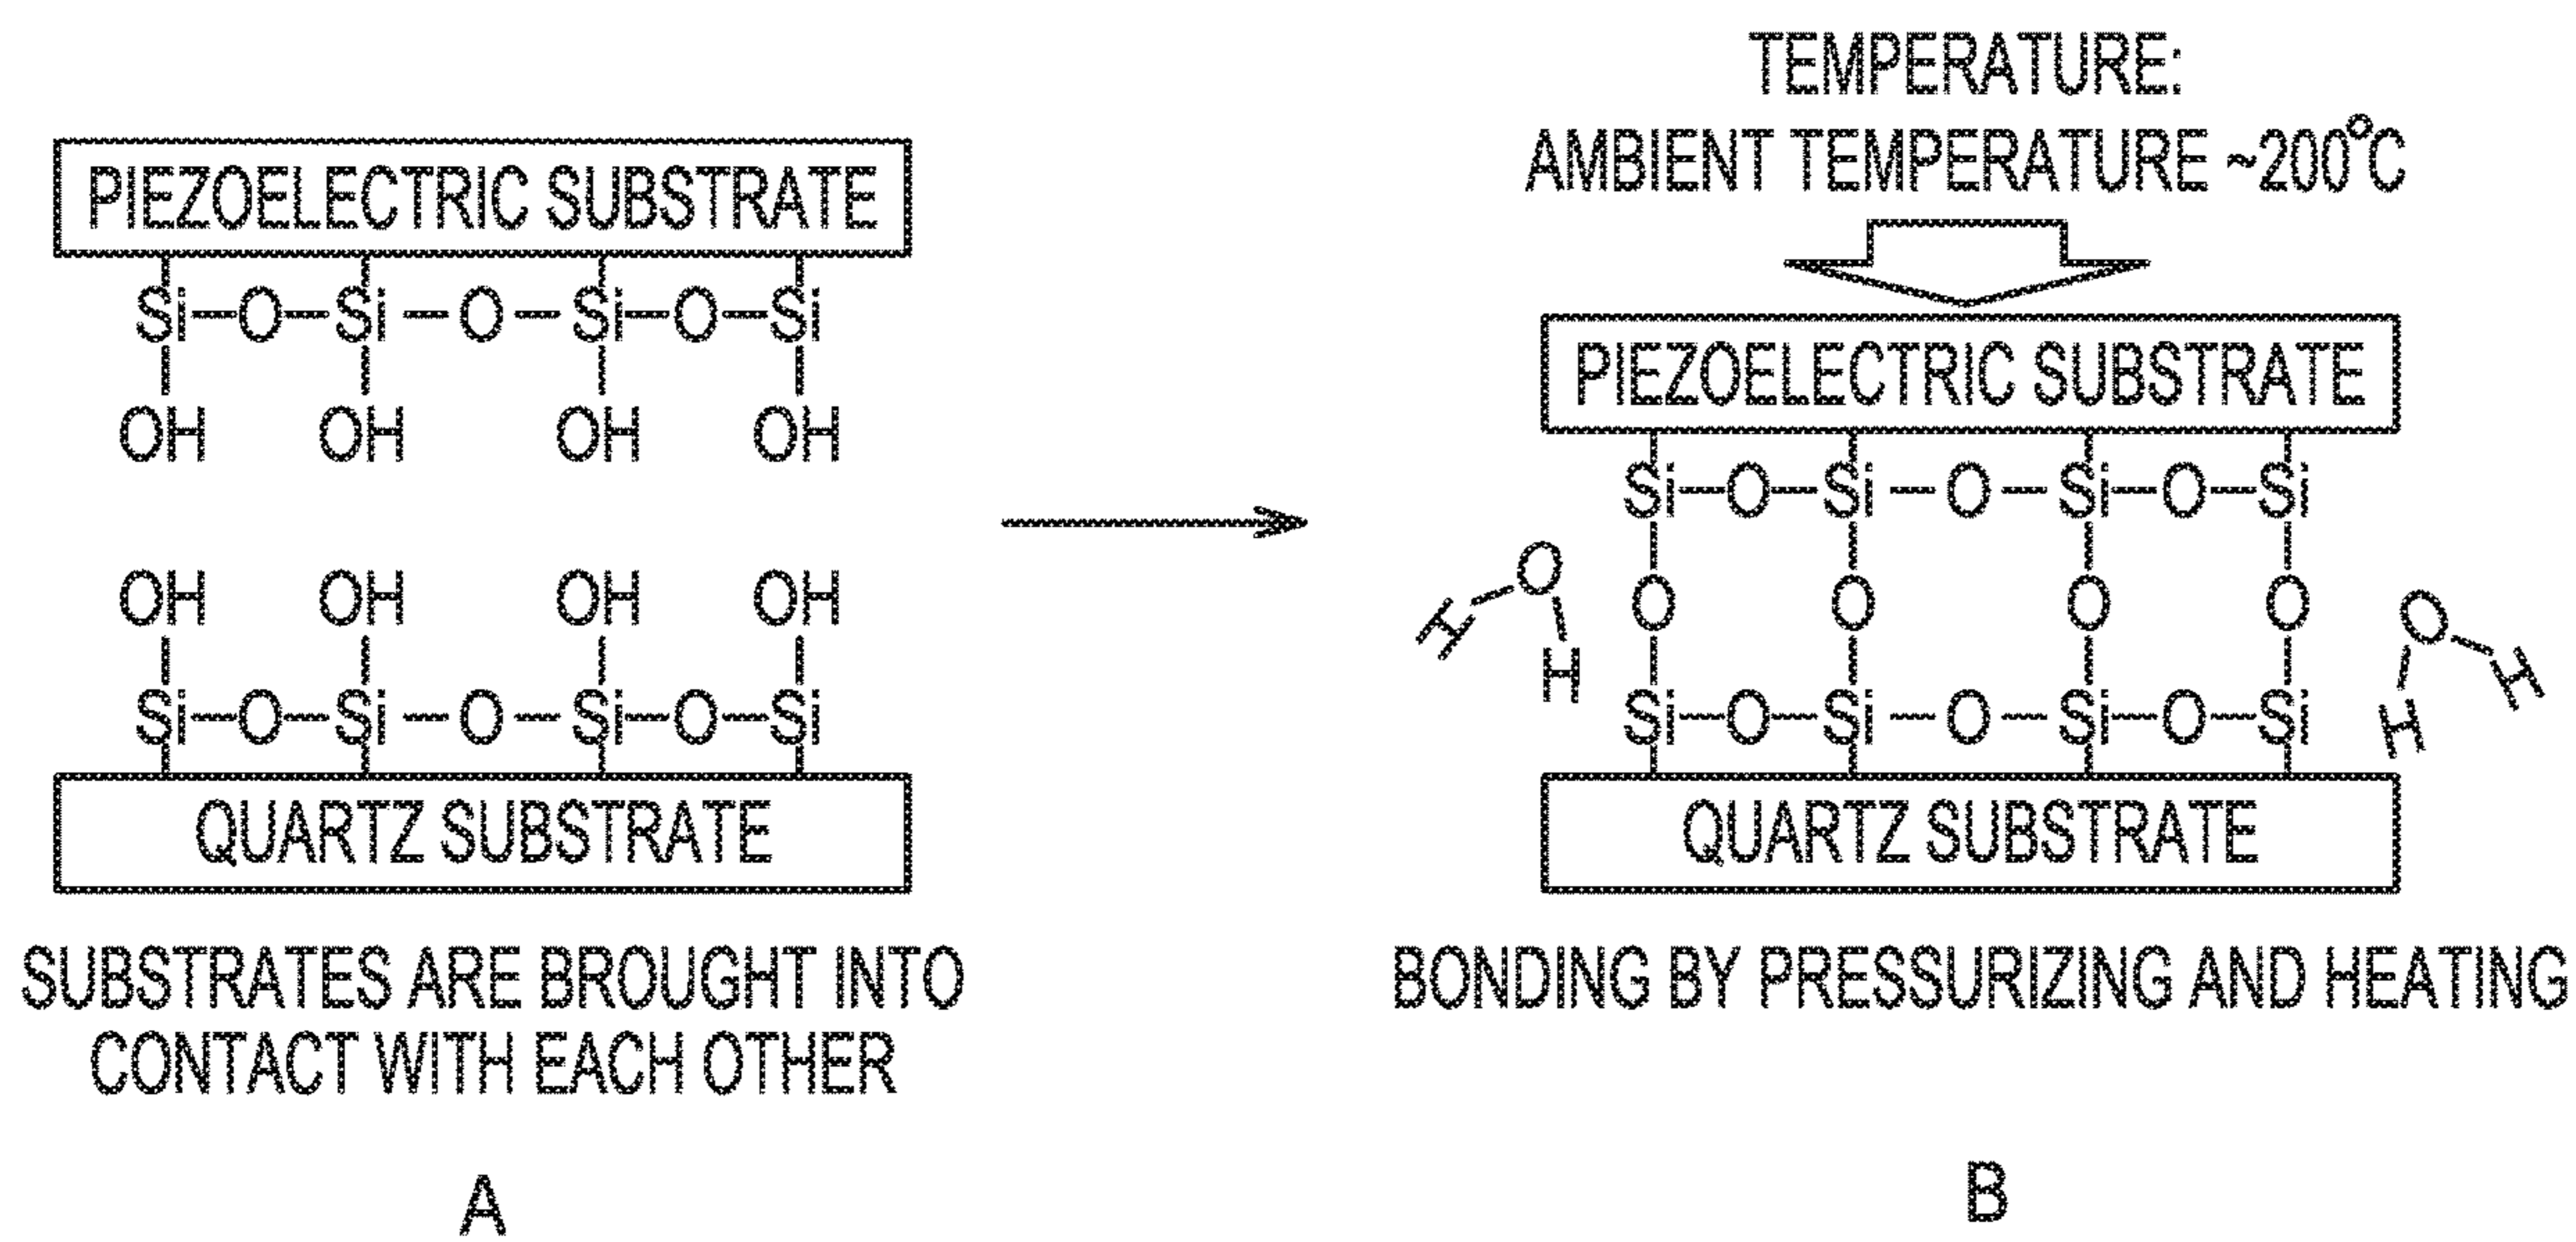 PIEZOELECTRIC SUBSTRATE
Si–O–Si–O–Si–O–Si
OH OH OH OH
OH OH OH OH
Si–O–Si–O–Si–O–Si
QUARTZ SUBSTRATE
SUBSTRATES ARE BROUGHT INTO
CONTACT WITH EACH OTHER
A
TEMPERATURE:
AMBIENT TEMPERATURE ~200°C
PIEZOELECTRIC SUBSTRATE
Si–O–Si–O–Si–O–Si
H O H
O O O O
O H H
Si–O–Si–O–Si–O–Si
QUARTZ SUBSTRATE
BONDING BY PRESSURIZING AND HEATING
B